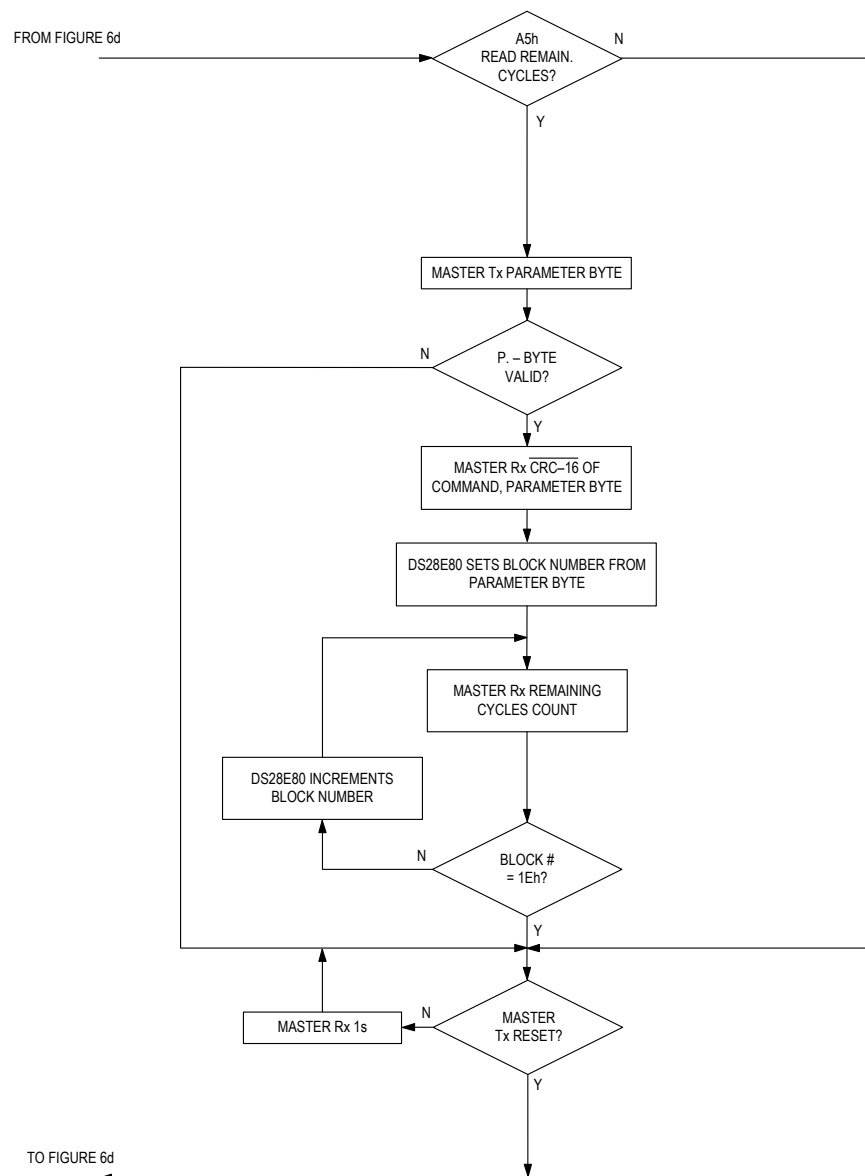 FROM FIGURE 6d
A5h
READ REMAIN.
CYCLES?
N
Y
MASTER Tx PARAMETER BYTE
N
P. – BYTE
VALID?
Y
MASTER Rx CRC–16 OF
COMMAND, PARAMETER BYTE
DS28E80 SETS BLOCK NUMBER FROM
PARAMETER BYTE
MASTER Rx REMAINING
CYCLES COUNT
DS28E80 INCREMENTS
BLOCK NUMBER
N
BLOCK #
= 1Eh?
Y
MASTER Rx 1s
N
MASTER
Tx RESET?
Y
TO FIGURE 6d